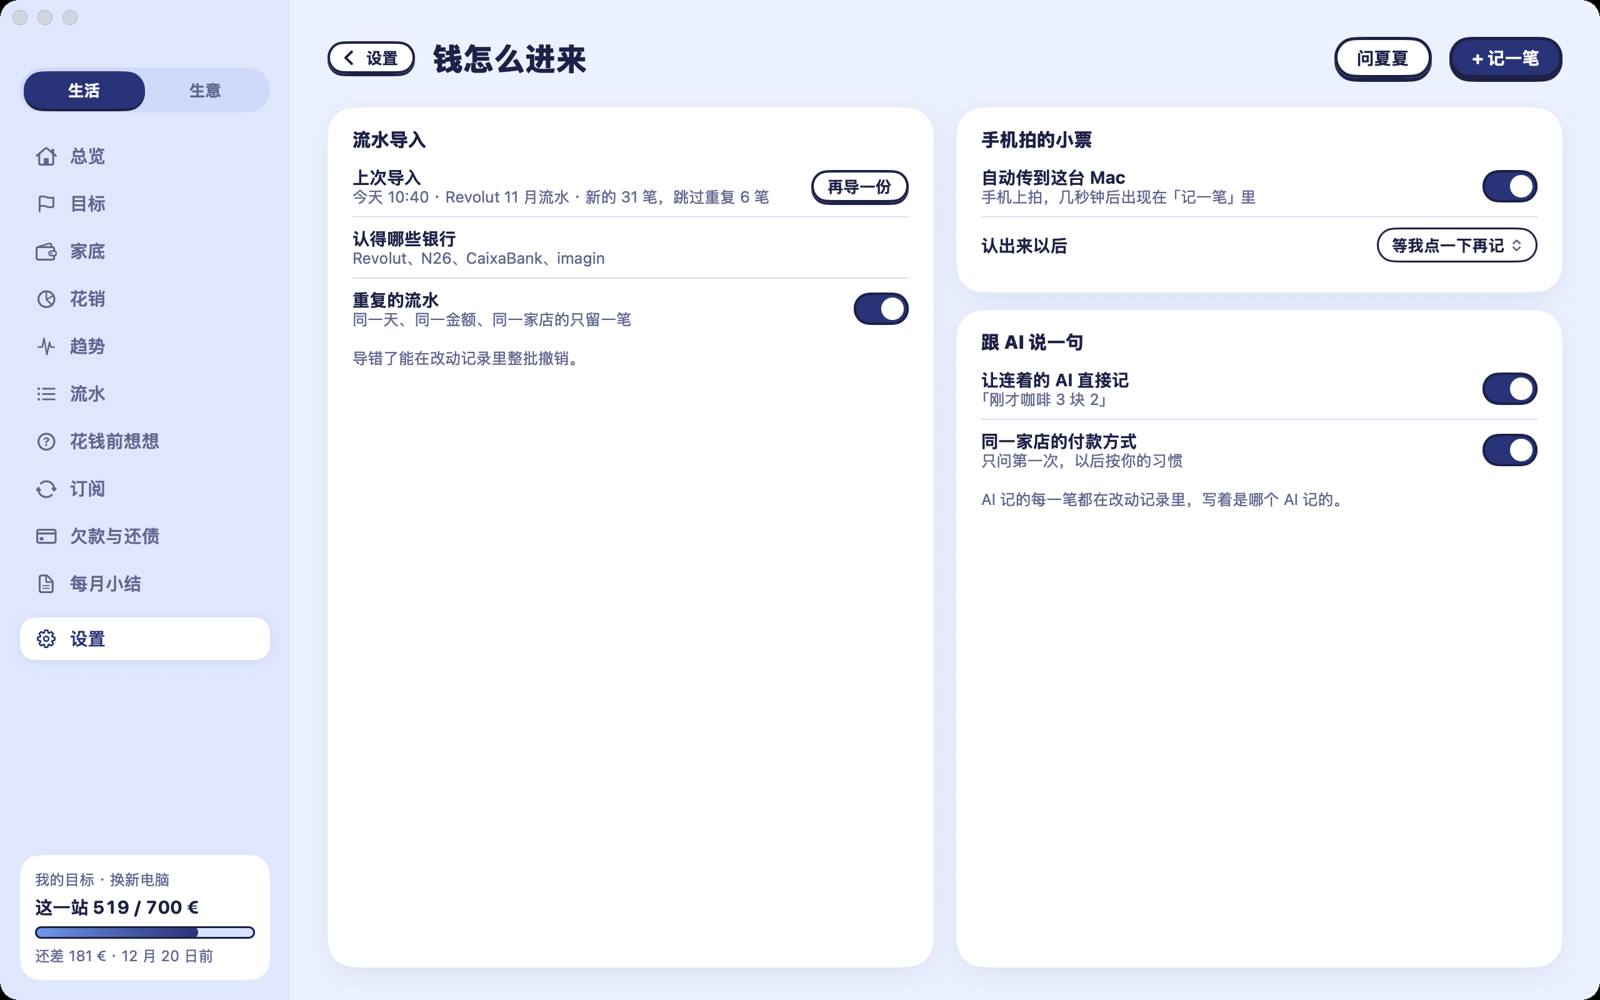 生活
生意
总览
目标
家底
花销
趋势
流水
花钱前想想
订阅
欠款与还债
每月小结
设置
我的目标 · 换新电脑
这一站 519 / 700 €
还差 181 € · 12 月 20 日前
设置
钱怎么进来
问夏夏
+ 记一笔
流水导入
上次导入
今天 10:40 · Revolut 11 月流水 · 新的 31 笔，跳过重复 6 笔
再导一份
认得哪些银行
Revolut、N26、CaixaBank、imagin
重复的流水
同一天、同一金额、同一家店的只留一笔
导错了能在改动记录里整批撤销。
手机拍的小票
自动传到这台 Mac
手机上拍，几秒钟后出现在「记一笔」里
认出来以后
等我点一下再记
跟 AI 说一句
让连着的 AI 直接记
「刚才咖啡 3 块 2」
同一家店的付款方式
只问第一次，以后按你的习惯
AI 记的每一笔都在改动记录里，写着是哪个 AI 记的。